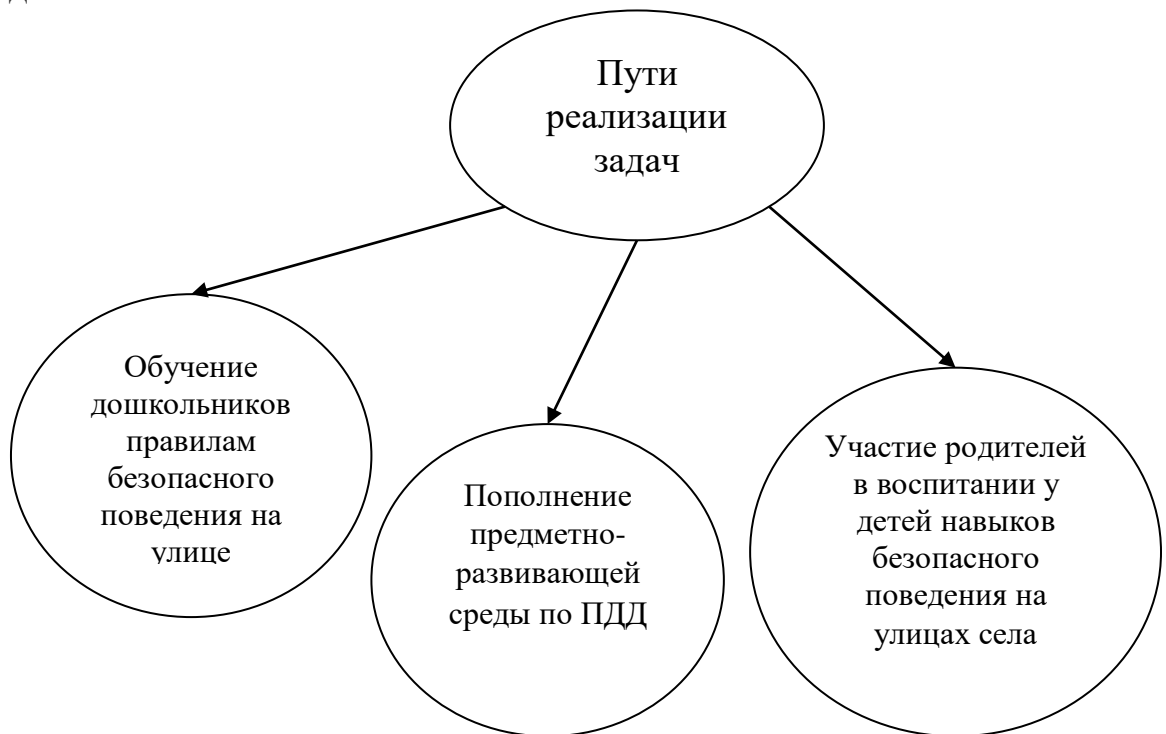 Пути
реализации
задач
Обучение
дошкольников
правилам
безопасного
поведения на
улице
Пополнение
предметно-
развивающей
среды по ПДД
Участие родителей
в воспитании у
детей навыков
безопасного
поведения на
улицах села